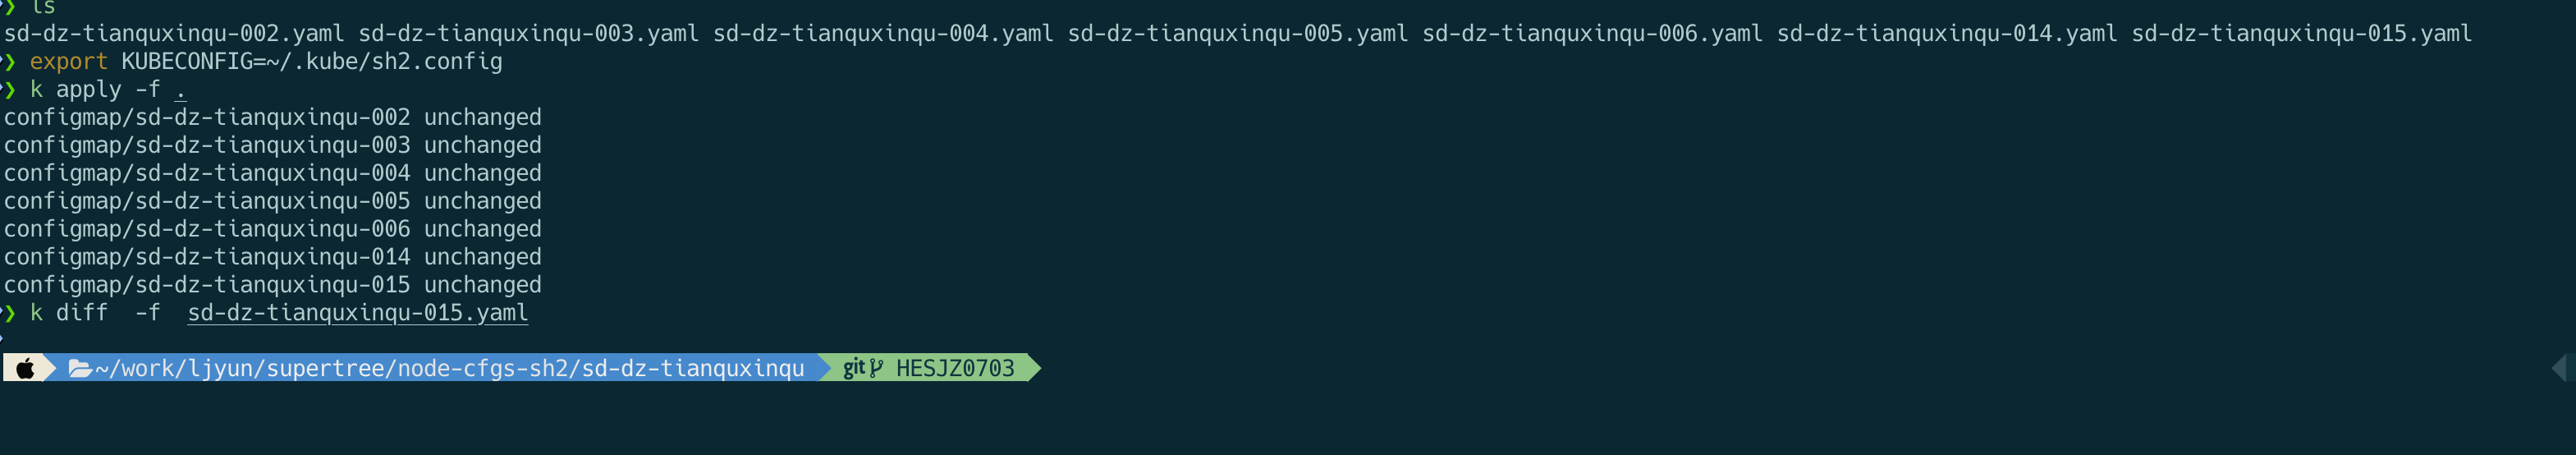 ❯ ls
sd-dz-tianquxinqu-002.yaml sd-dz-tianquxinqu-003.yaml sd-dz-tianquxinqu-004.yaml sd-dz-tianquxinqu-005.yaml sd-dz-tianquxinqu-006.yaml sd-dz-tianquxinqu-014.yaml sd-dz-tianquxinqu-015.yaml
❯ export KUBECONFIG=~/.kube/sh2.config
❯ k apply -f .
configmap/sd-dz-tianquxinqu-002 unchanged
configmap/sd-dz-tianquxinqu-003 unchanged
configmap/sd-dz-tianquxinqu-004 unchanged
configmap/sd-dz-tianquxinqu-005 unchanged
configmap/sd-dz-tianquxinqu-006 unchanged
configmap/sd-dz-tianquxinqu-014 unchanged
configmap/sd-dz-tianquxinqu-015 unchanged
❯ k diff  -f  sd-dz-tianquxinqu-015.yaml
~/work/ljyun/supertree/node-cfgs-sh2/sd-dz-tianquxinqu git HESJZ0703